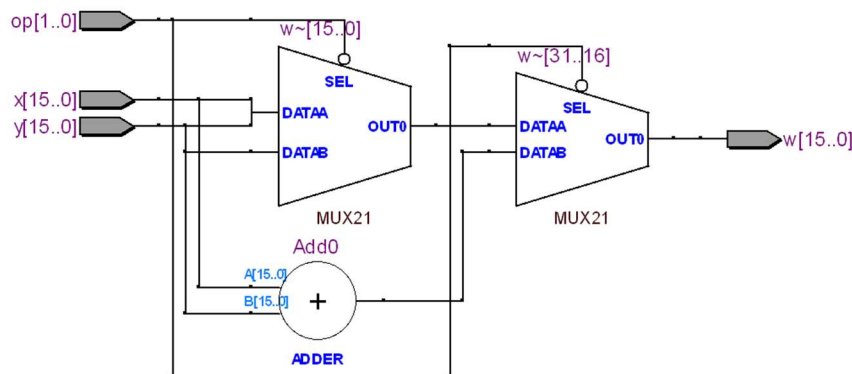 op[1..0]
w~[15..0]
w~[31..16]
SEL
SEL
x[15..0]
y[15..0]
DATAA
OUT0
DATAB
DATAA
OUT0
DATAB
w[15..0]
MUX21
MUX21
Add0
A[15..0]
B[15..0]
+
ADDER